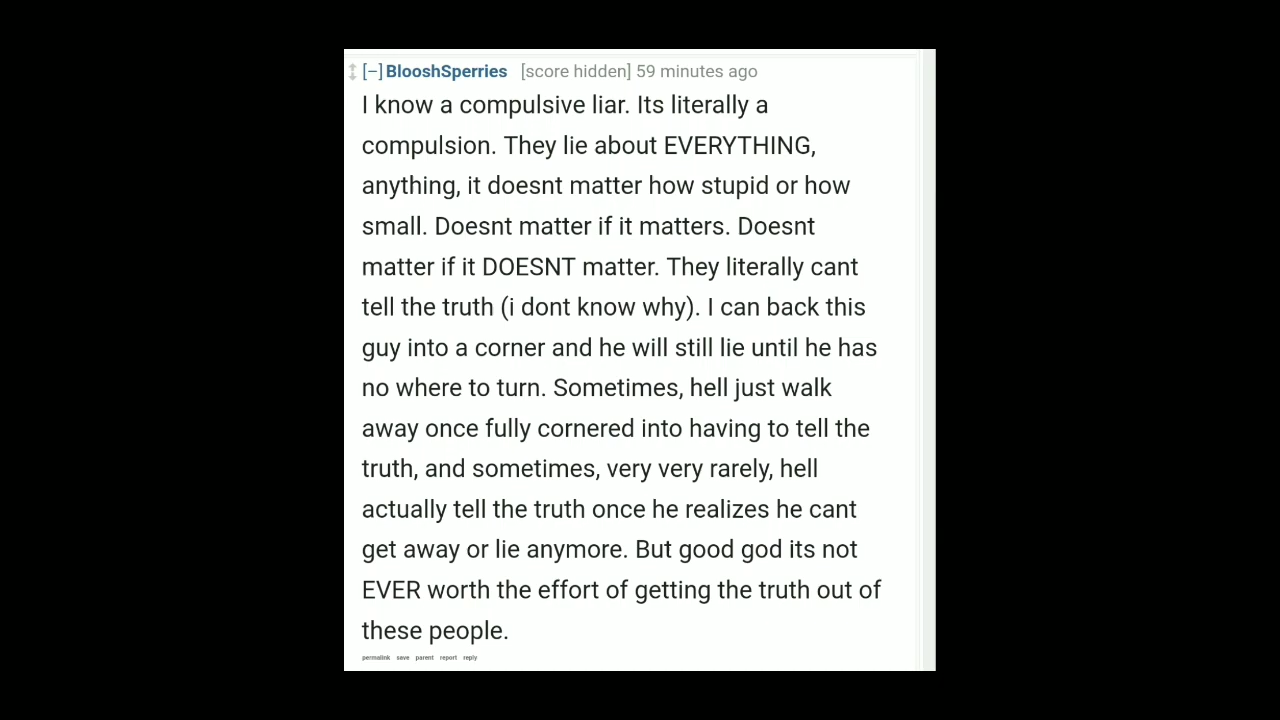 [–] BlooshSperries [score hidden] 59 minutes ago
I know a compulsive liar. Its literally a
compulsion. They lie about EVERYTHING,
anything, it doesnt matter how stupid or how
small. Doesnt matter if it matters. Doesnt
matter if it DOESNT matter. They literally cant
tell the truth (i dont know why). I can back this
guy into a corner and he will still lie until he has
no where to turn. Sometimes, hell just walk
away once fully cornered into having to tell the
truth, and sometimes, very very rarely, hell
actually tell the truth once he realizes he cant
get away or lie anymore. But good god its not
EVER worth the effort of getting the truth out of
these people.
permalink save parent report reply